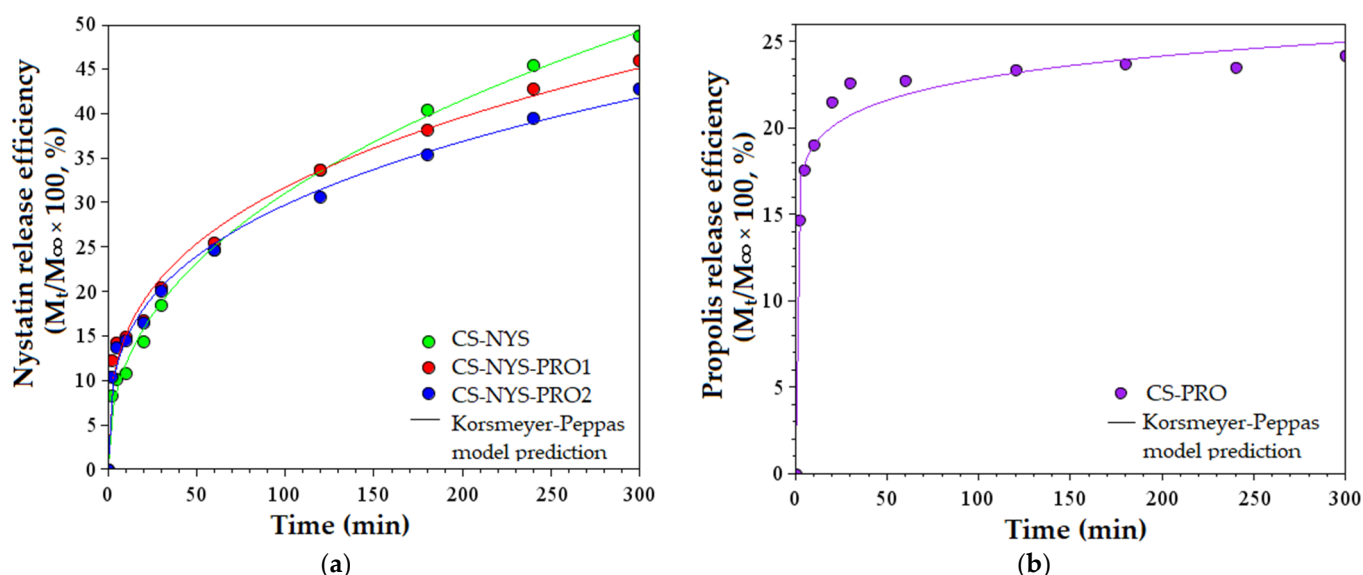 Nystatin release efficiency
(Mt/M∞ × 100, %)
50
45
40
35
30
25
20
15
10
5
0
CS-NYS
CS-NYS-PRO1
CS-NYS-PRO2
Korsmeyer-Peppas
model prediction
0 50 100 150 200 250 300
Time (min)
(a)
Propolis release efficiency
(Mt/M∞ × 100, %)
25
20
15
10
5
0
CS-PRO
Korsmeyer-Peppas
model prediction
0 50 100 150 200 250 300
Time (min)
(b)